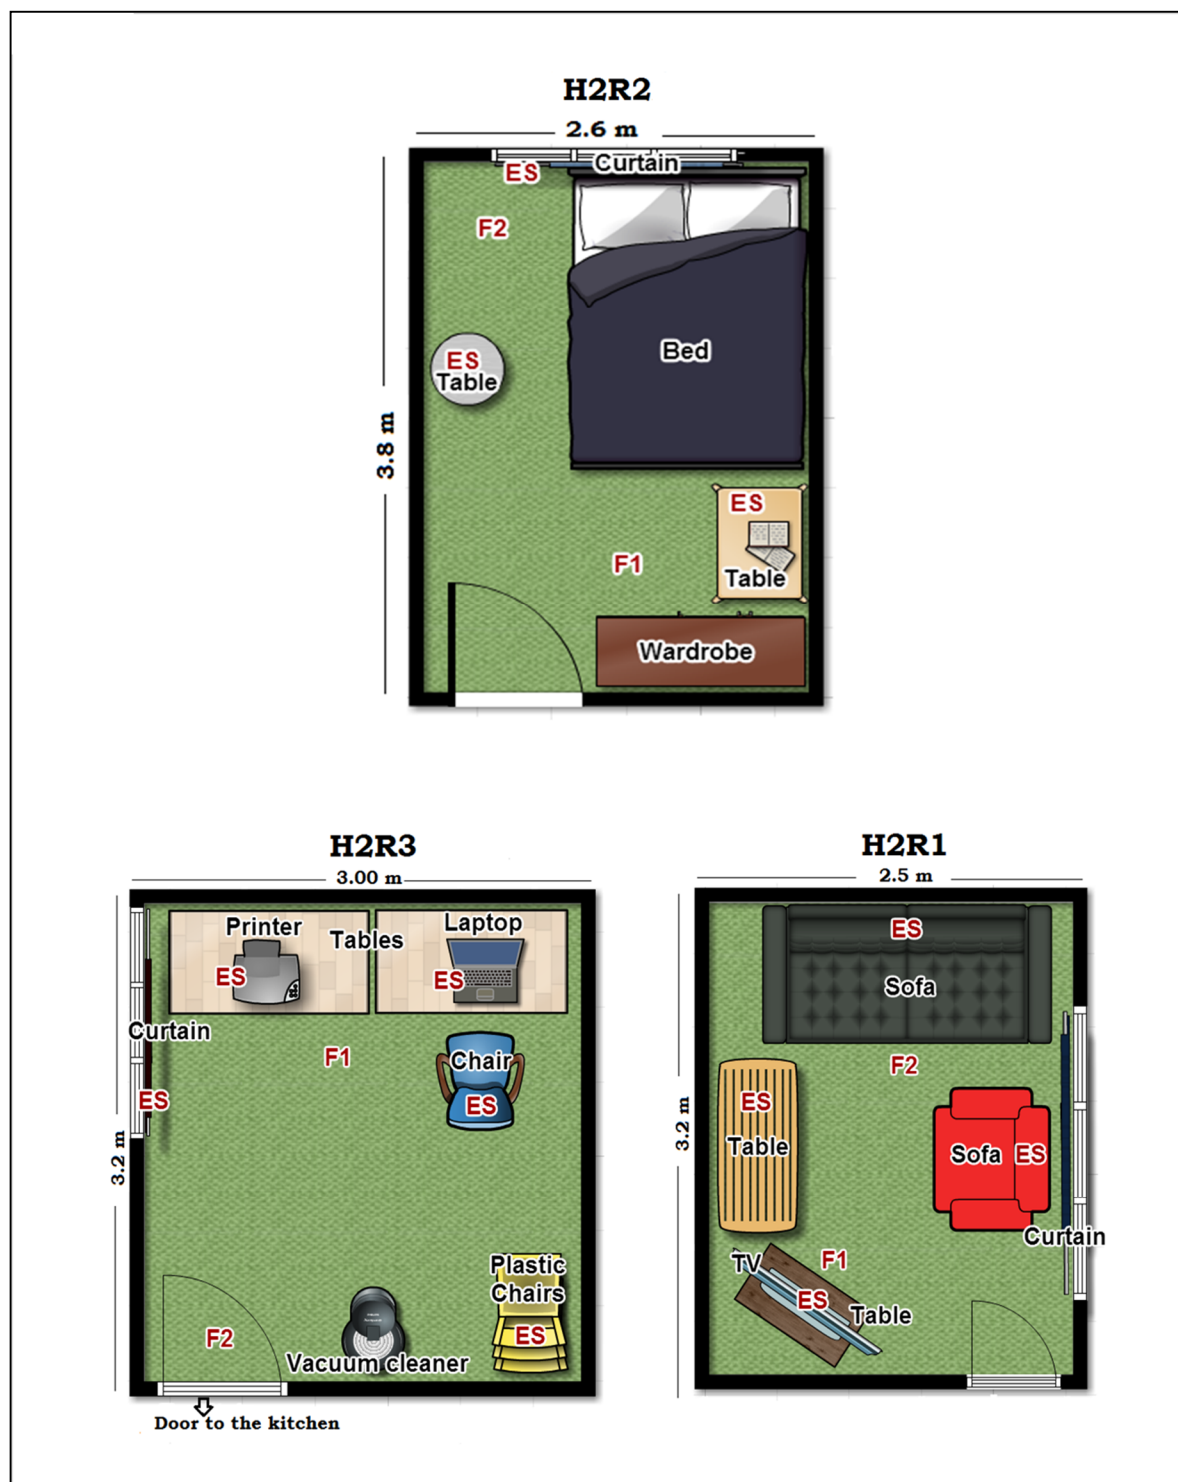 H2R2
2.6 m
Curtain
ES
F2
3.8 m
Bed
ES
Table
ES
F1
Table
Wardrobe
H2R3
3.00 m
Printer
Laptop
Tables
ES
ES
Curtain
F1
Chair
ES
ES
3.2 m
Plastic
Chairs
F2
ES
Vacuum cleaner
Door to the kitchen
H2R1
2.5 m
ES
Sofa
F2
ES
3.2 m
Table
Sofa
ES
Curtain
TV
F1
ES
Table